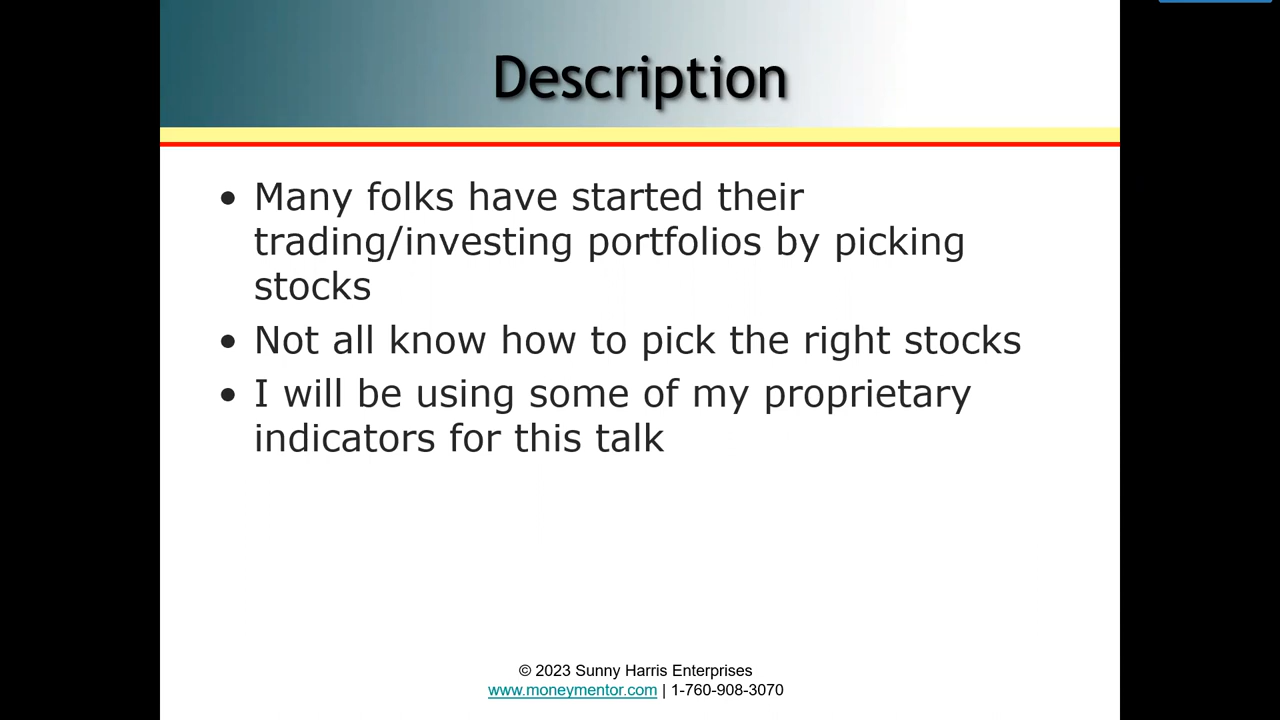 Description
• Many folks have started their
trading/investing portfolios by picking
stocks
• Not all know how to pick the right stocks
• I will be using some of my proprietary
indicators for this talk
© 2023 Sunny Harris Enterprises
www.moneymentor.com | 1-760-908-3070